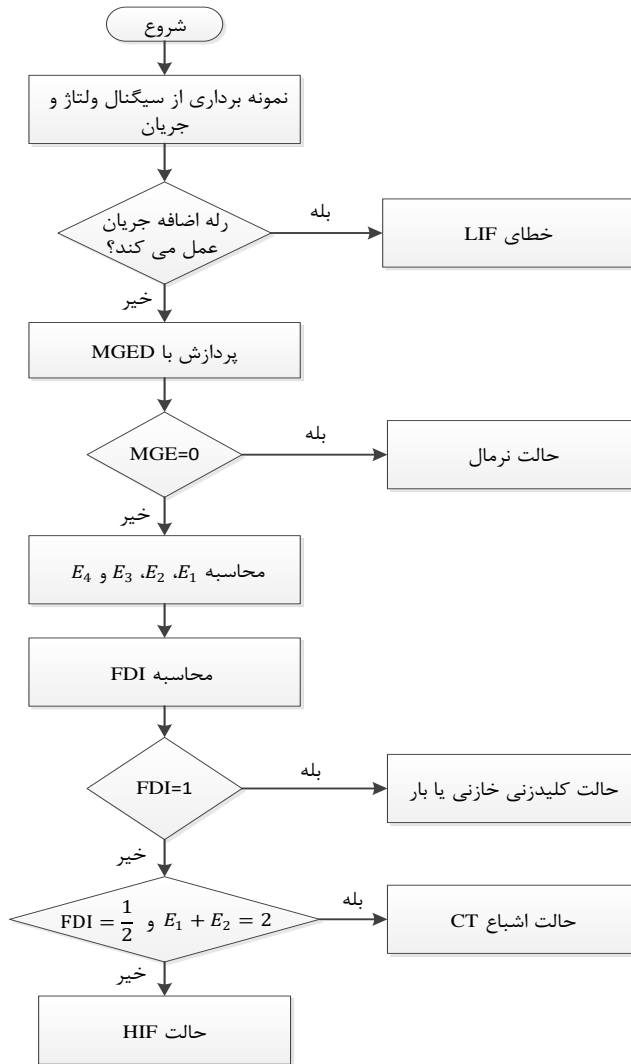 شروع
نمونه برداری از سیگنال ولتاژ و
جریان
رله اضافه جریان
عمل می کند؟
بله
خطای LIF
خیر
پردازش با MGED
MGE=0
بله
حالت نرمال
خیر
محاسبه E₁، E₂، E₃ و E₄
محاسبه FDI
FDI=1
بله
حالت کلیدزنی خازنی یا بار
خیر
FDI = 1/2 و E₁ + E₂ = 2
بله
حالت اشباع CT
خیر
حالت HIF